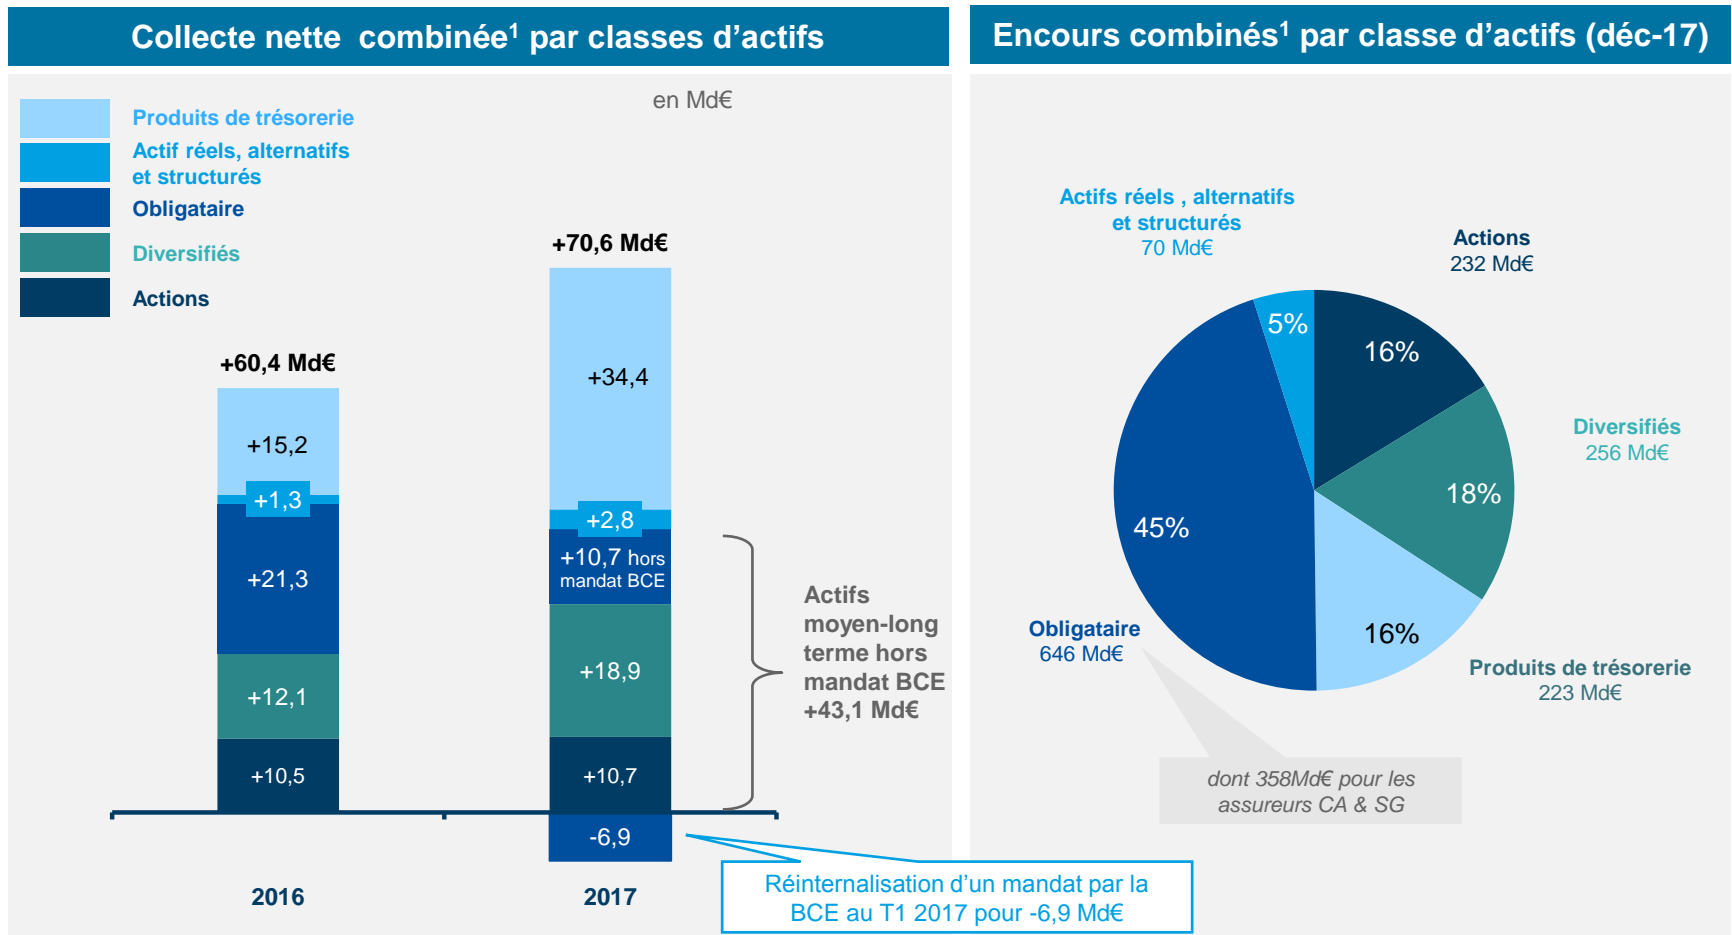 Collecte nette combinée¹ par classes d’actifs
en Md€
Produits de trésorerie
Actif réels, alternatifs
et structurés
Obligataire
Diversifiés
Actions
+60,4 Md€
+15,2
+1,3
+21,3
+12,1
+10,5
2016
+70,6 Md€
+34,4
+2,8
+10,7 hors
mandat BCE
+18,9
+10,7
-6,9
2017
Actifs
moyen-long
terme hors
mandat BCE
+43,1 Md€
Réinternalisation d’un mandat par la
BCE au T1 2017 pour -6,9 Md€
Encours combinés¹ par classe d’actifs (déc-17)
Actifs réels , alternatifs
et structurés
70 Md€
Actions
232 Md€
5%
16%
Diversifiés
256 Md€
18%
45%
Obligataire
646 Md€
16%
Produits de trésorerie
223 Md€
dont 358Md€ pour les
assureurs CA & SG